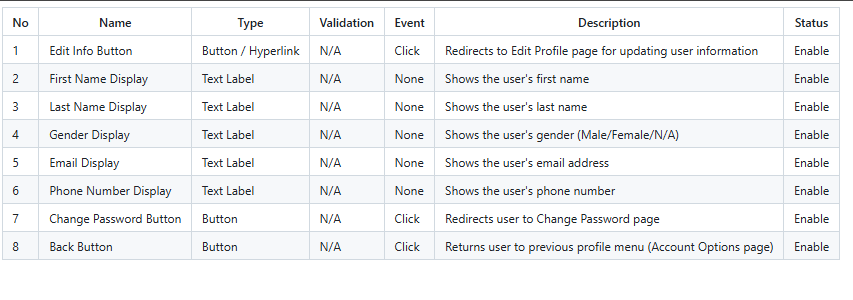 No Name Type Validation Event Description Status
1 Edit Info Button Button / Hyperlink N/A Click Redirects to Edit Profile page for updating user information Enable
2 First Name Display Text Label N/A None Shows the user's first name Enable
3 Last Name Display Text Label N/A None Shows the user's last name Enable
4 Gender Display Text Label N/A None Shows the user's gender (Male/Female/N/A) Enable
5 Email Display Text Label N/A None Shows the user's email address Enable
6 Phone Number Display Text Label N/A None Shows the user's phone number Enable
7 Change Password Button Button N/A Click Redirects user to Change Password page Enable
8 Back Button Button N/A Click Returns user to previous profile menu (Account Options page) Enable